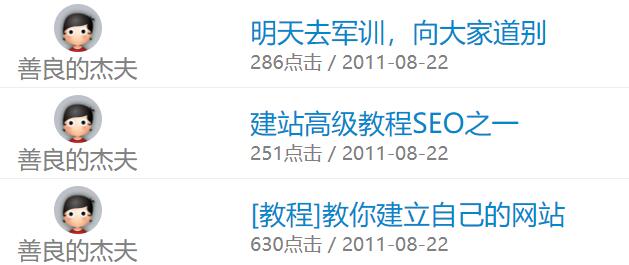 善良的杰夫
明天去军训，向大家道别
286点击 / 2011-08-22
善良的杰夫
建站高级教程SEO之一
251点击 / 2011-08-22
善良的杰夫
[教程]教你建立自己的网站
630点击 / 2011-08-22